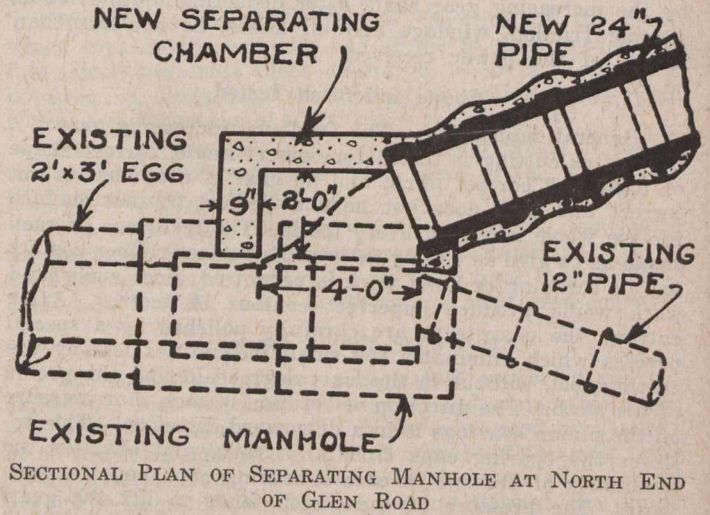 NEW SEPARATING
CHAMBER
NEW 24"
PIPE
EXISTING
2'x3' EGG
9"
2'-0"
4'-0"
EXISTING
12" PIPE
EXISTING MANHOLE
SECTIONAL PLAN OF SEPARATING MANHOLE AT NORTH END
OF GLEN ROAD